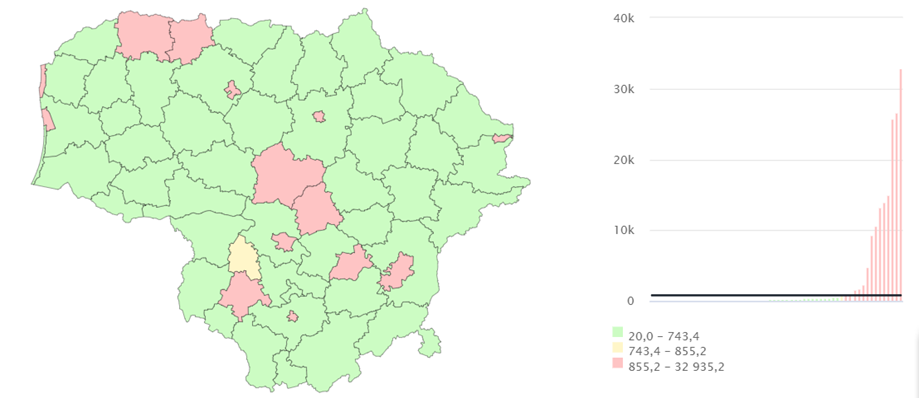 40k
30k
20k
10k
0
20,0 – 743,4
743,4 – 855,2
855,2 – 32 935,2